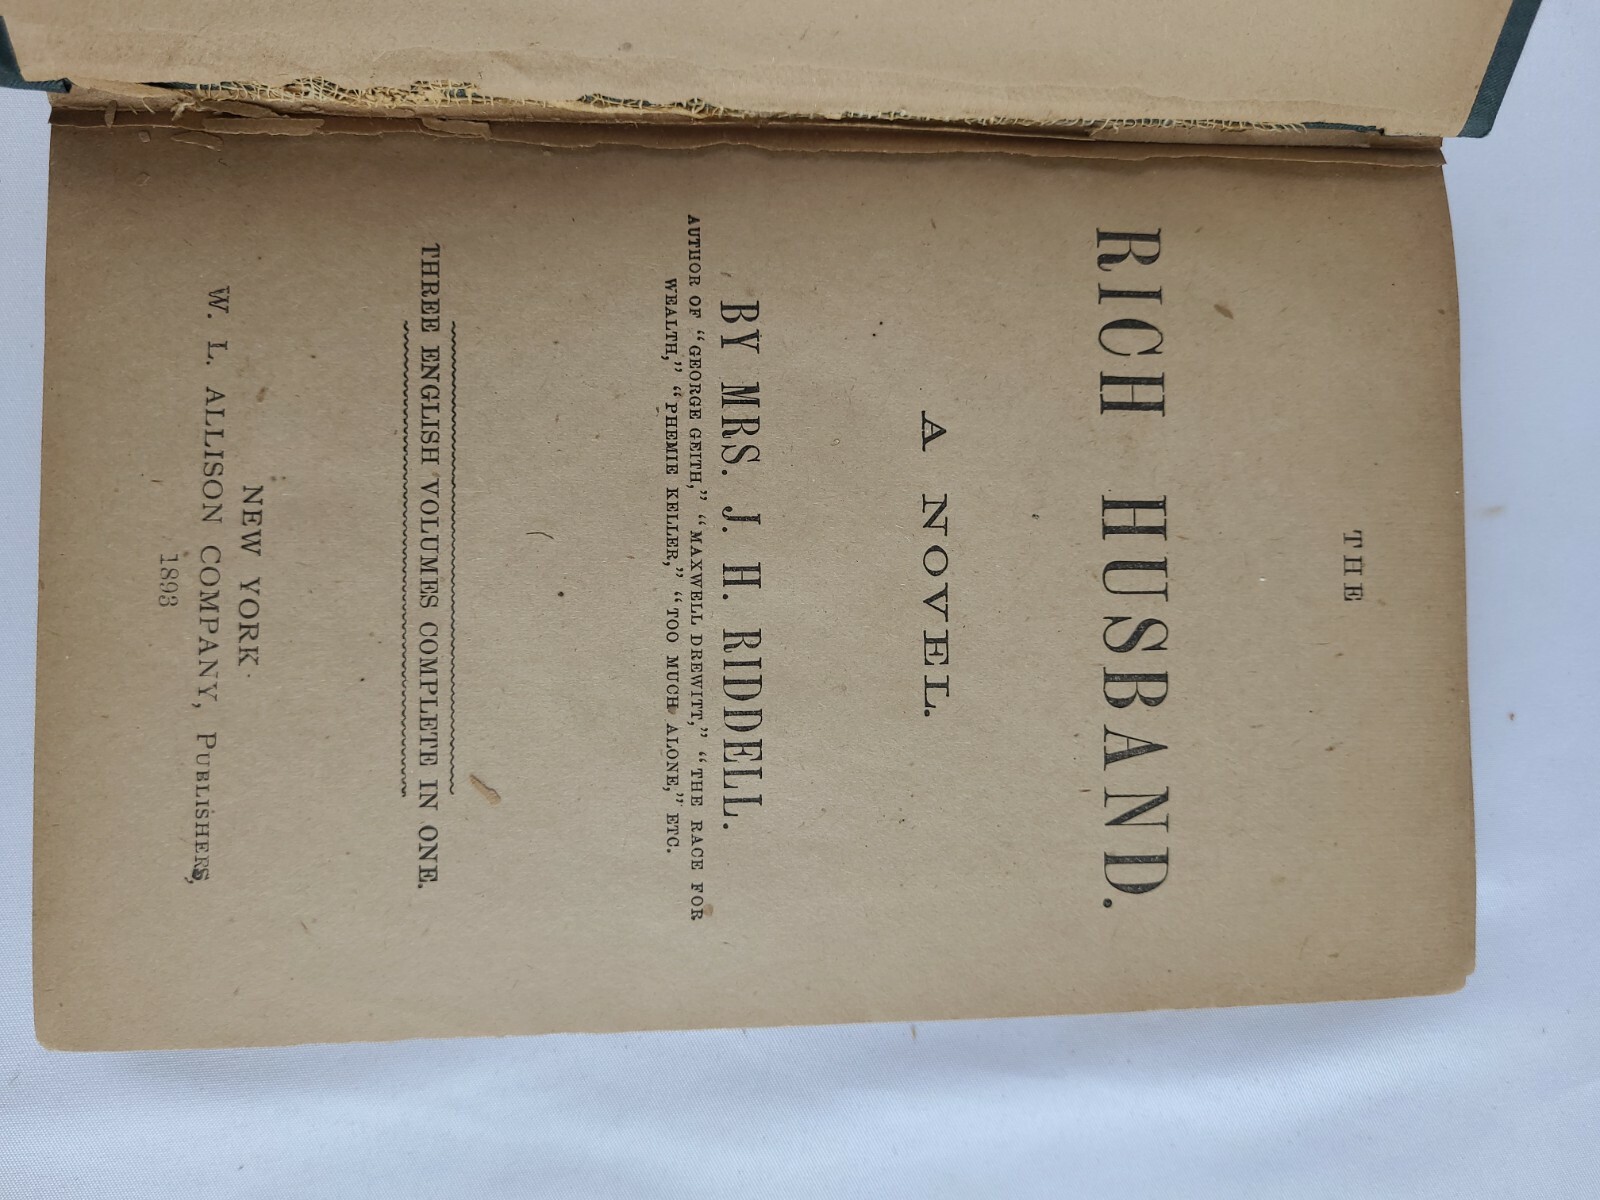 THE
RICH HUSBAND.
A NOVEL.
BY MRS. J. H. RIDDELL.
AUTHOR OF "GEORGE GEITH," "MAXWELL DREWITT," "THE RACE FOR
WEALTH," "PHEMIE KELLER," "TOO MUCH ALONE," ETC.
THREE ENGLISH VOLUMES COMPLETE IN ONE.
NEW YORK
W. L. ALLISON COMPANY, PUBLISHERS,
1893